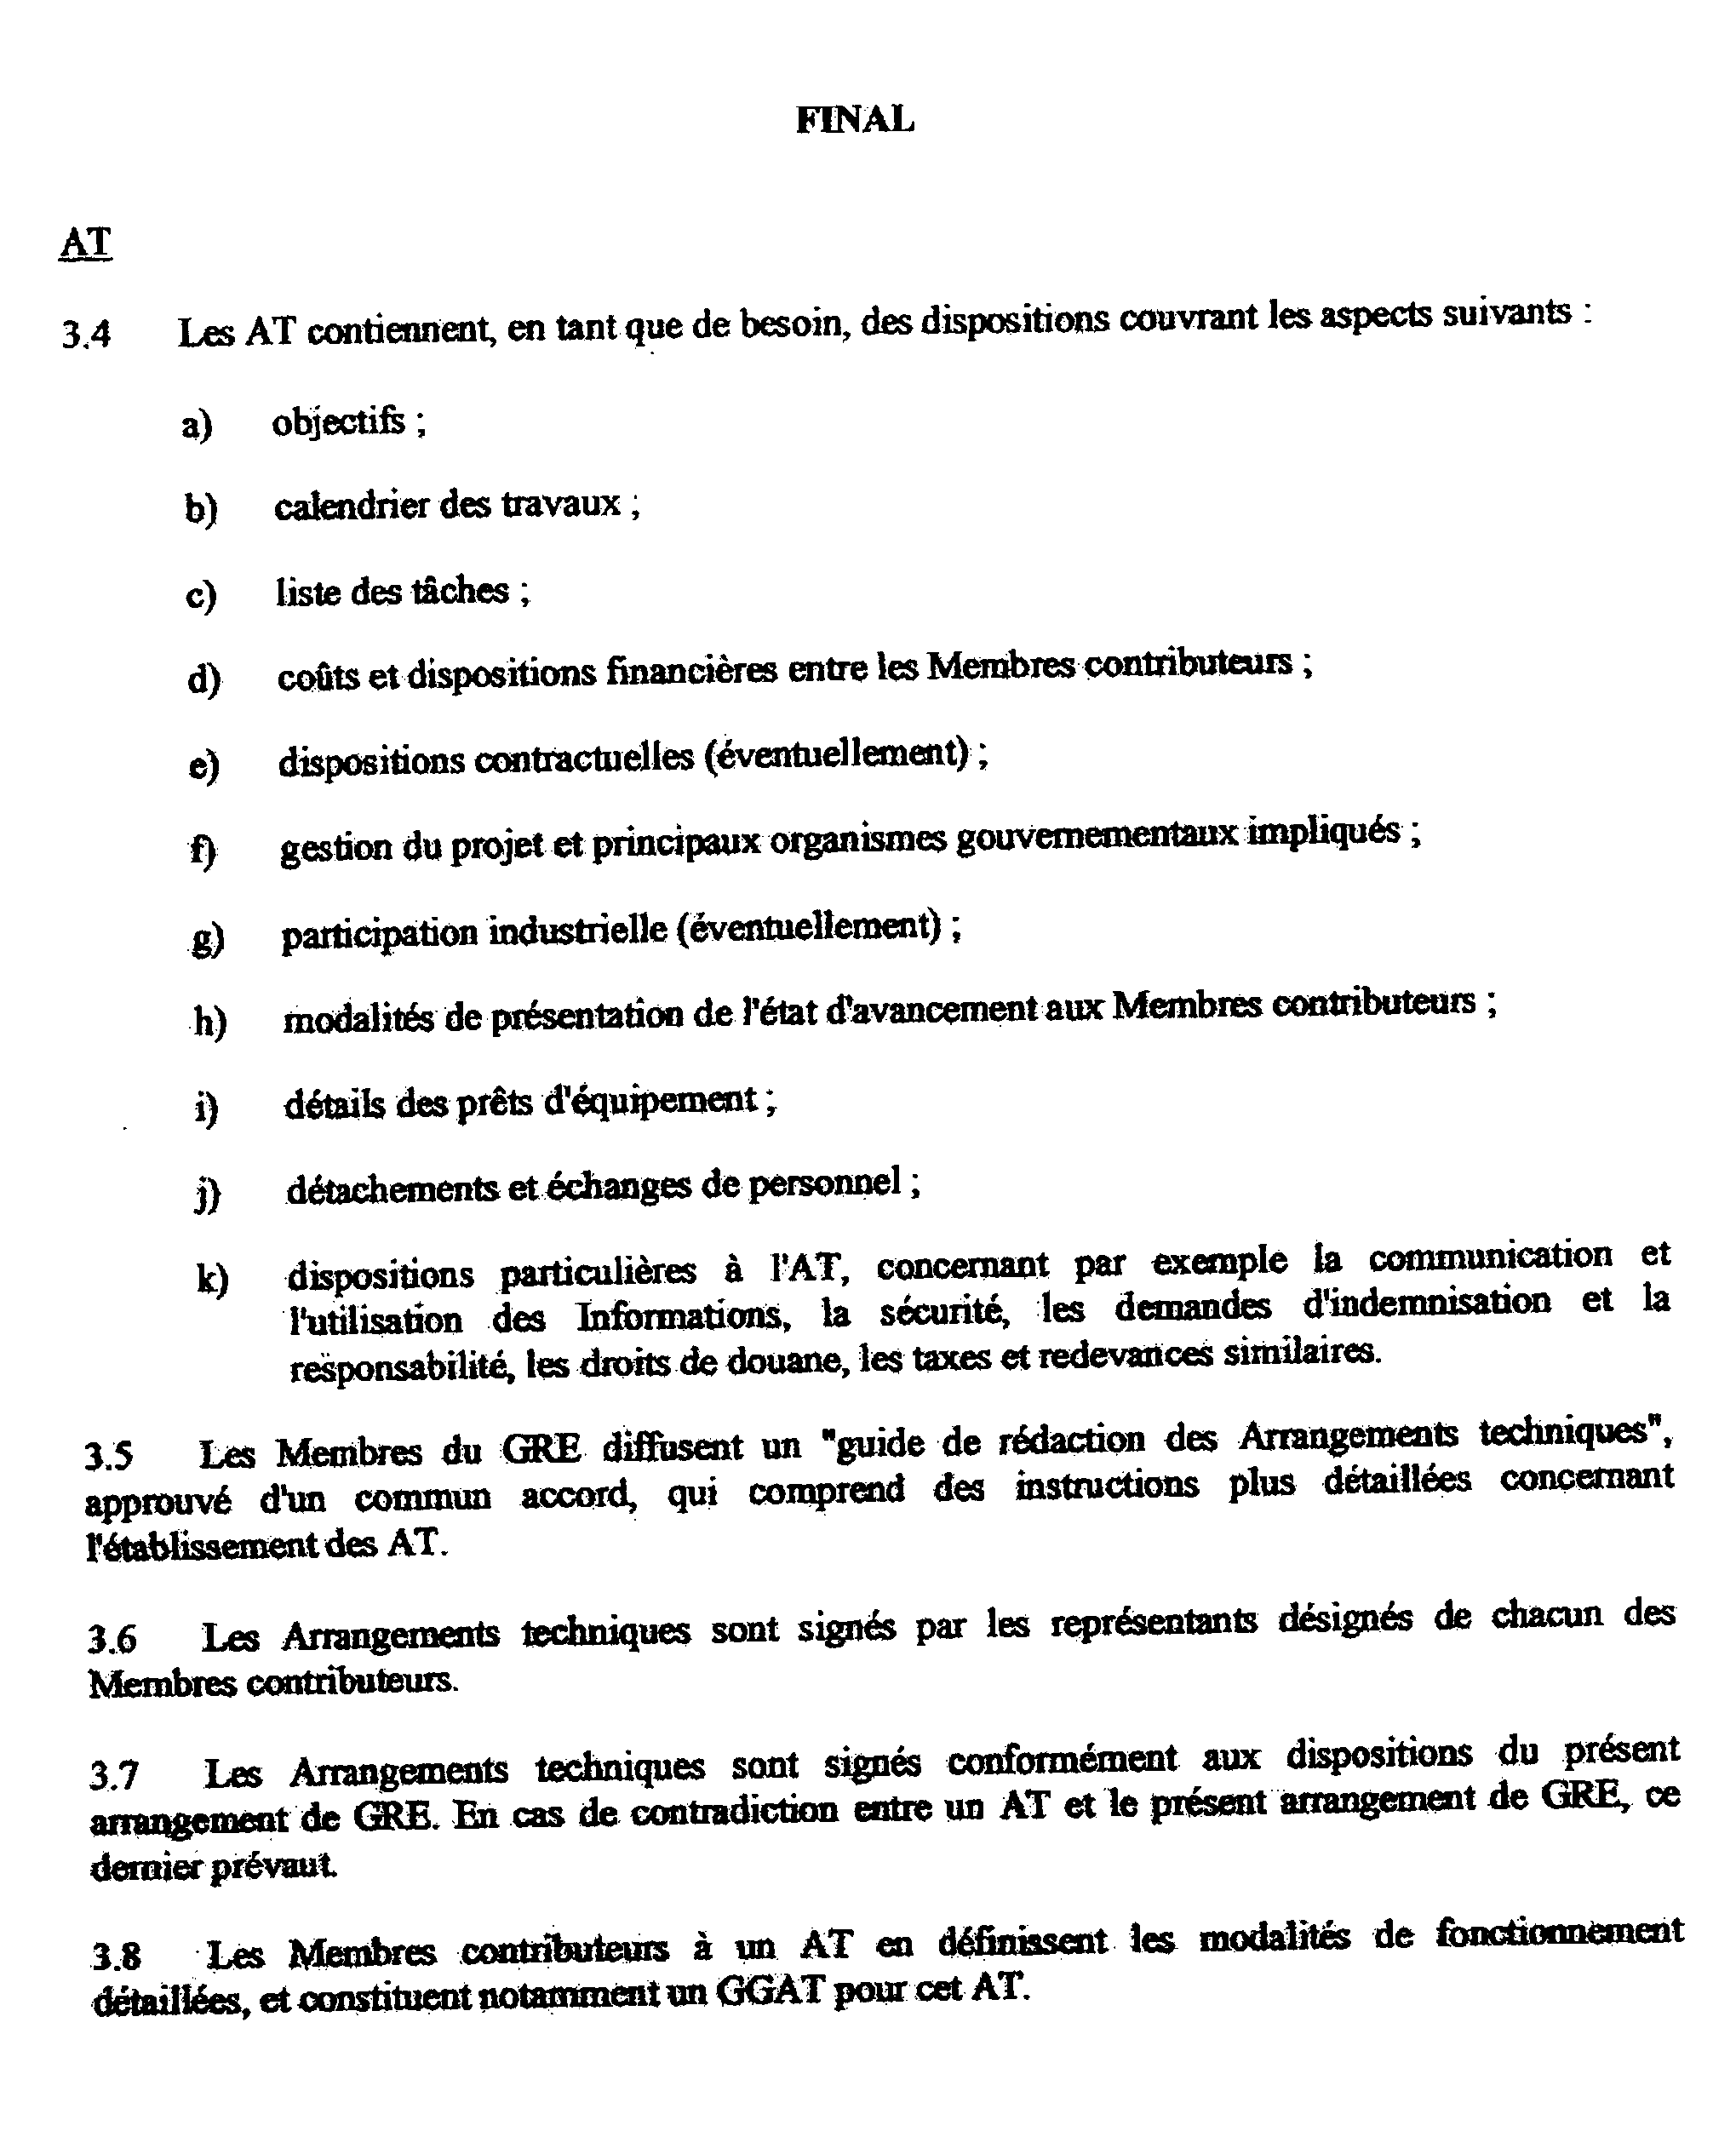 FINAL
AT
3.4 Les AT contiennent, en tant que de besoin, des dispositions couvrant les aspects suivants :
a) objectifs ;
b) calendrier des travaux ;
c) liste des tâches ;
d) coûts et dispositions financières entre les Membres contributeurs ;
e) dispositions contractuelles (éventuellement) ;
f) gestion du projet et principaux organismes gouvernementaux impliqués ;
g) participation industrielle (éventuellement) ;
h) modalités de présentation de l'état d'avancement aux Membres contributeurs ;
i) détails des prêts d'équipement ;
j) détachements et échanges de personnel ;
k) dispositions particulières à l'AT, concernant par exemple la communication et
l'utilisation des Informations, la sécurité, les demandes d'indemnisation et la
responsabilité, les droits de douane, les taxes et redevances similaires.
3.5 Les Membres du GRE diffusent un "guide de rédaction des Arrangements techniques",
approuvé d'un commun accord, qui comprend des instructions plus détaillées concernant
l'établissement des AT.
3.6 Les Arrangements techniques sont signés par les représentants désignés de chacun des
Membres contributeurs.
3.7 Les Arrangements techniques sont signés conformément aux dispositions du présent
arrangement de GRE. En cas de contradiction entre un AT et le présent arrangement de GRE, ce
dernier prévaut.
3.8 Les Membres contributeurs à un AT en définissent les modalités de fonctionnement
détaillées, et constituent notamment un GGAT pour cet AT.